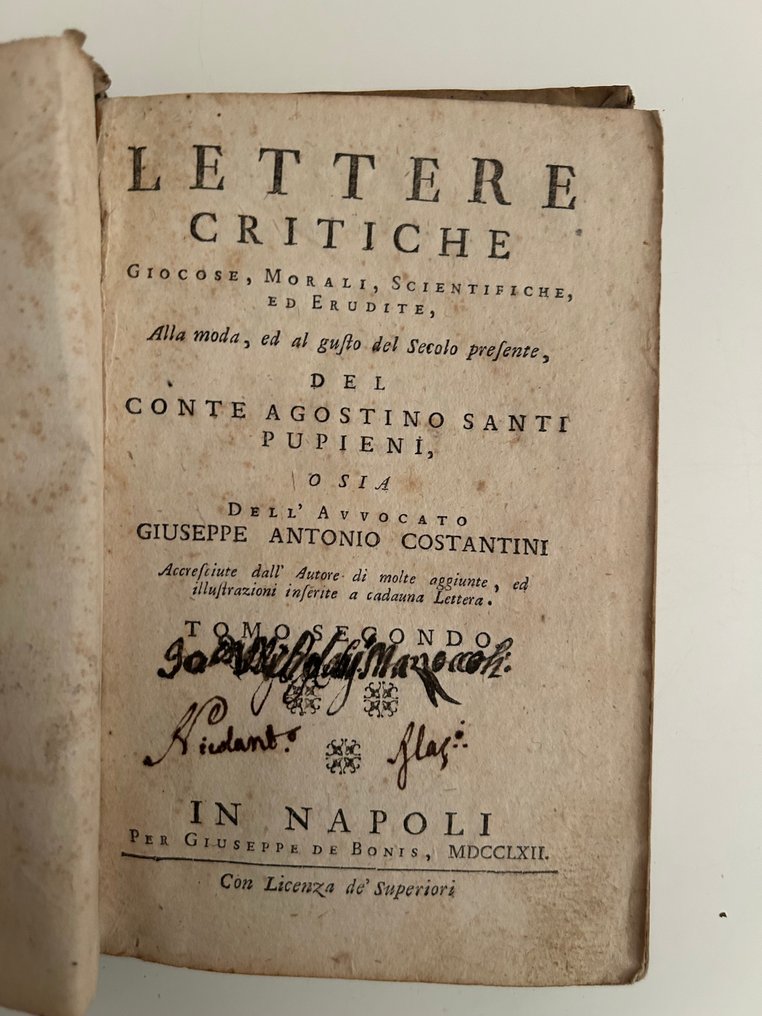 LETTERE
CRITICHE
GIOCOSE, MORALI, SCIENTIFICHE,
ED ERUDITE,
Alla moda, ed al guſto del Secolo preſente,
DEL
CONTE AGOSTINO SANTI
PUPIENI,
O SIA
DELL' AVVOCATO
GIUSEPPE ANTONIO COSTANTINI
Accreſciute dall' Autore di molte aggiunte, ed
illuſtrazioni inſerite a cadauna Lettera.
TOMO SECONDO
IN NAPOLI
PER GIUSEPPE DE BONIS, MDCCLXII.
Con Licenza de' Superiori